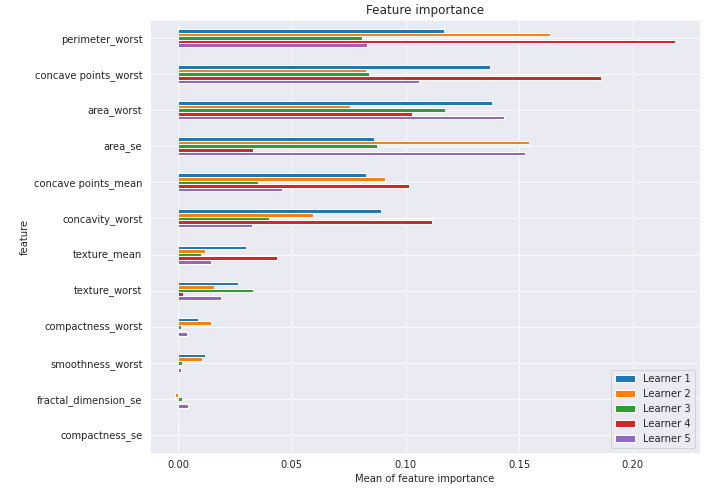 Feature importance
perimeter_worst
concave points_worst
area_worst
area_se
concave points_mean
concavity_worst
texture_mean
texture_worst
compactness_worst
smoothness_worst
fractal_dimension_se
compactness_se
feature
Learner 1
Learner 2
Learner 3
Learner 4
Learner 5
0.00 0.05 0.10 0.15 0.20
Mean of feature importance